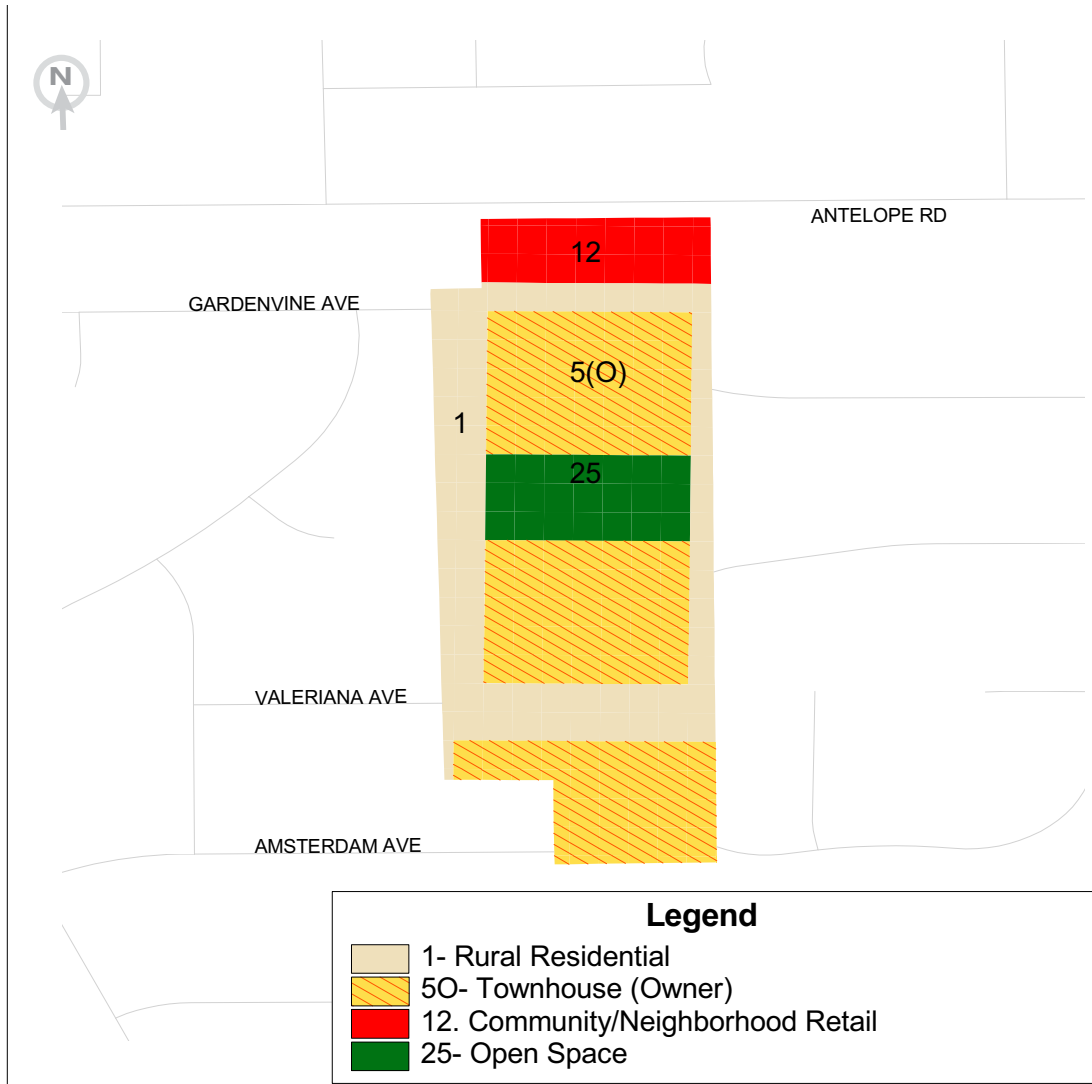 N
ANTELOPE RD
12
GARDENVINE AVE
5(O)
1
25
VALERIANA AVE
AMSTERDAM AVE
Legend
1- Rural Residential
5O- Townhouse (Owner)
12. Community/Neighborhood Retail
25- Open Space